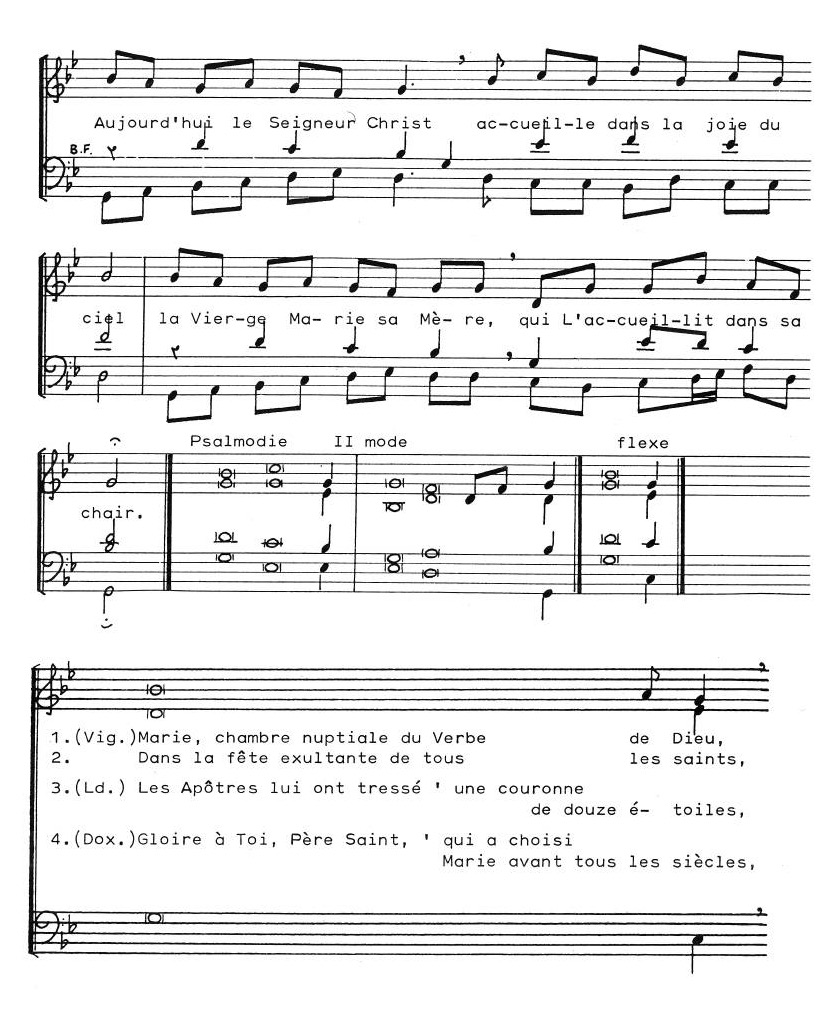 Aujourd'hui le Seigneur Christ ac-cueil-le dans la joie du
B.F.
ciel la Vier-ge Ma- rie sa Mè- re, qui L'ac-cueil-lit dans sa
Psalmodie II mode flexe
chair.
1.(Vig.)Marie, chambre nuptiale du Verbe de Dieu,
2. Dans la fête exultante de tous les saints,
3.(Ld.) Les Apôtres lui ont tressé ' une couronne
de douze é- toiles,
4.(Dox.)Gloire à Toi, Père Saint, ' qui a choisi
Marie avant tous les siècles,